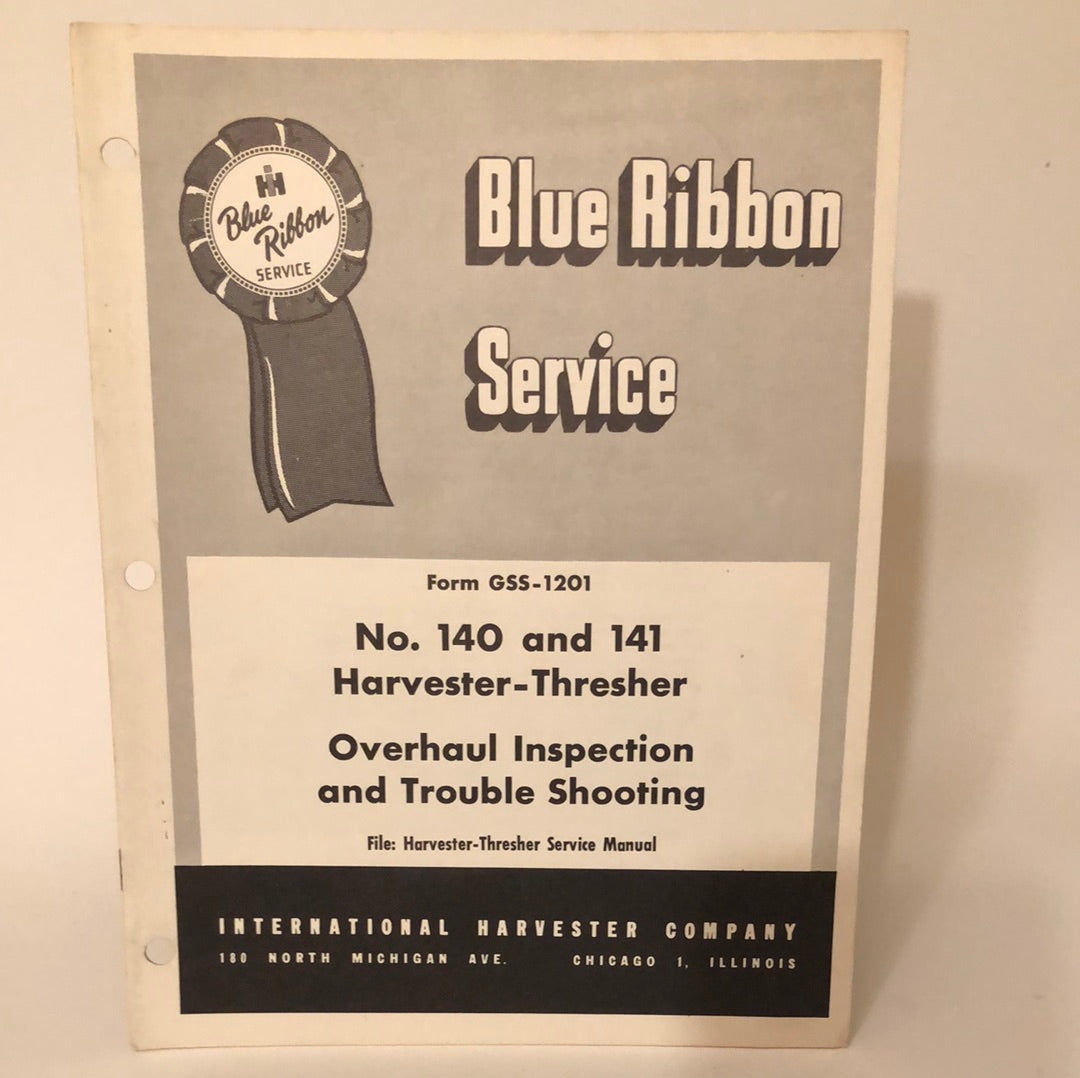 IH
Blue
Ribbon
SERVICE
Blue Ribbon
Service
Form GSS-1201
No. 140 and 141
Harvester-Thresher
Overhaul Inspection
and Trouble Shooting
File: Harvester-Thresher Service Manual
INTERNATIONAL HARVESTER COMPANY
180 NORTH MICHIGAN AVE. CHICAGO 1, ILLINOIS